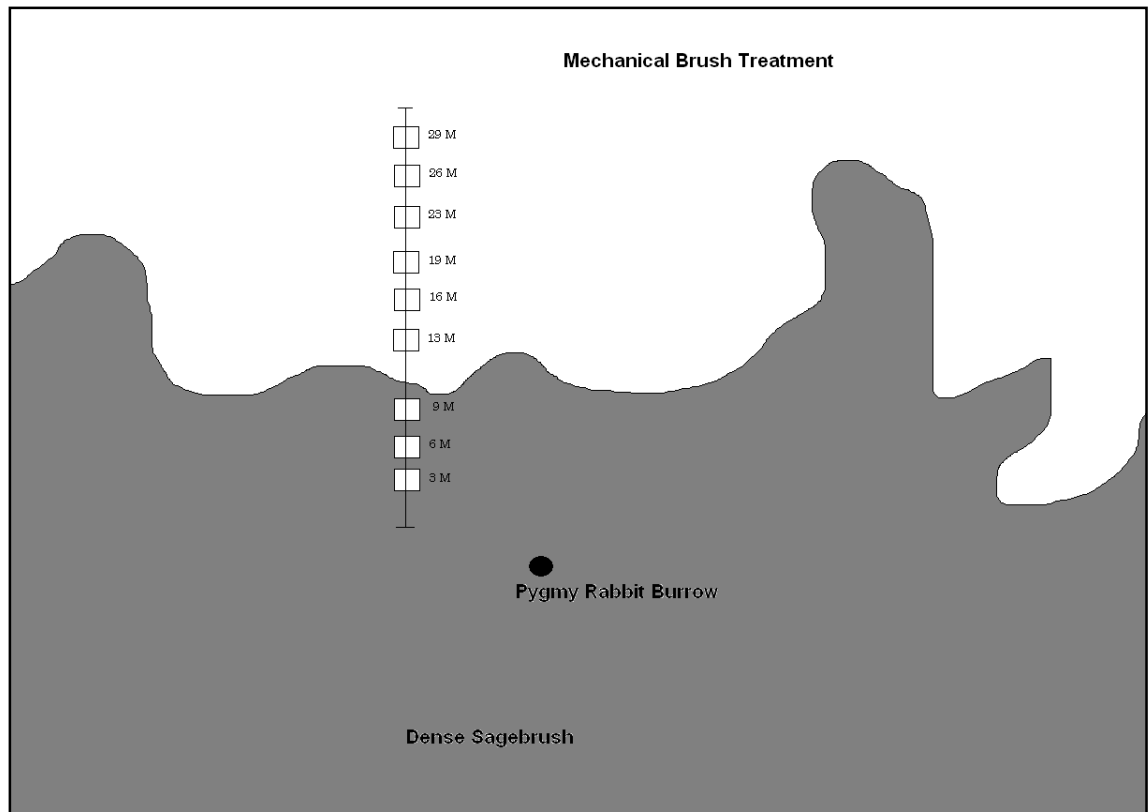 Mechanical Brush Treatment
29 M
26 M
23 M
19 M
16 M
13 M
9 M
6 M
3 M
Pygmy Rabbit Burrow
Dense Sagebrush